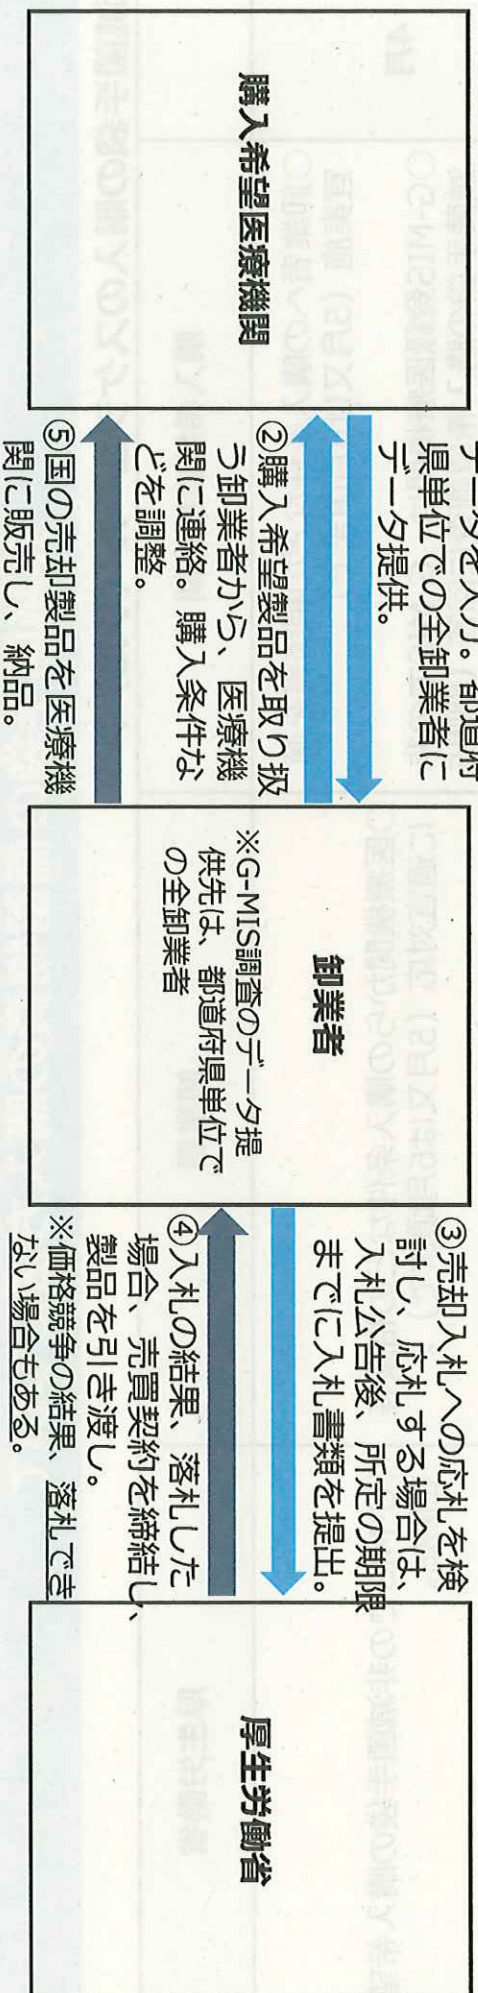 購入希望医療機関
データを入力。都道府
県単位での全卸業者に
データ提供。
②購入希望製品を取り扱
う卸業者から、医療機
関に連絡。購入条件な
どを調整。
⑤国の売却製品を医療機
関に販売し、納品。
卸業者
※G-MIS調査のデータ提
供先は、都道府県単位で
の全卸業者
③売却入札への応札を検
討し、応札する場合は、
入札公告後、所定の期限
までに入札書類を提出。
④入札の結果、落札した
場合、売買契約を締結し、
製品を引き渡し。
※価格競争の結果、落札でき
ない場合もある。
厚生労働省